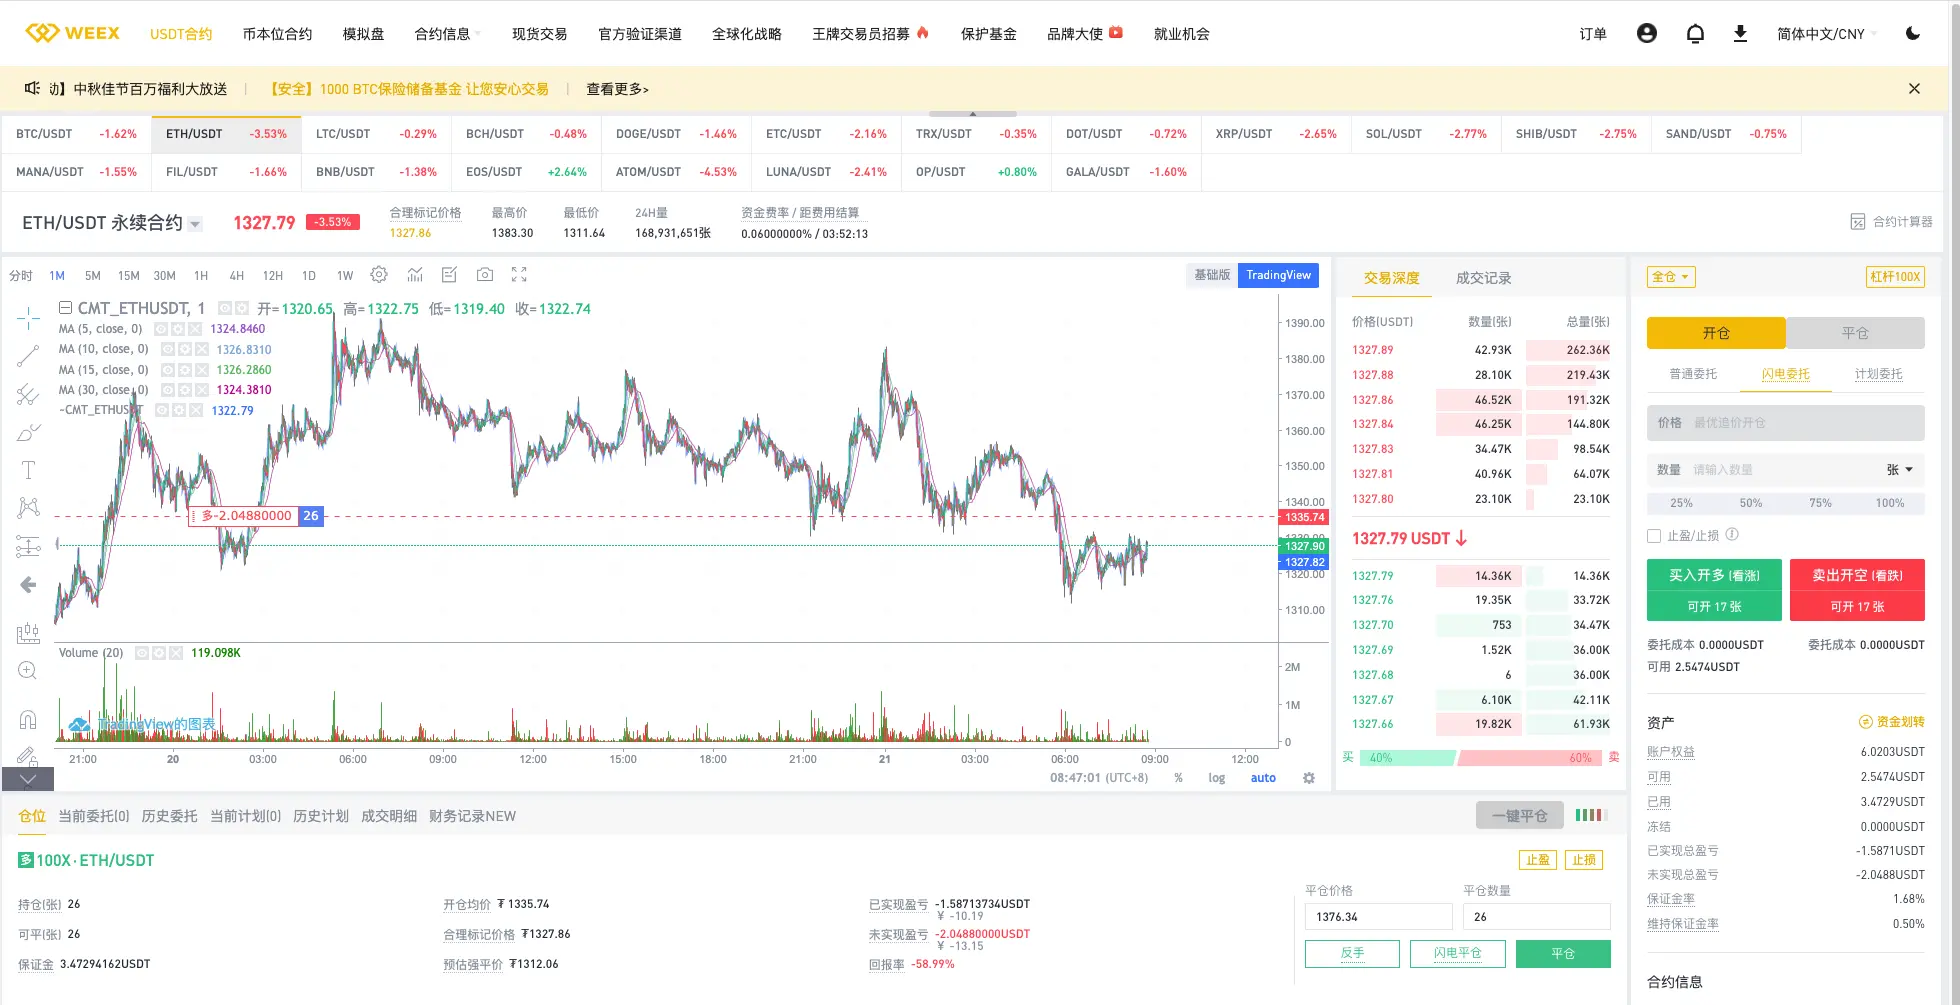 WEEX USDT合约 币本位合约 模拟盘 合约信息 现货交易 官方验证渠道 全球化战略 王牌交易员招募 保护基金 品牌大使 就业机会 订单 简体中文/CNY
动】中秋佳节百万福利大放送 【安全】1000 BTC保险储备基金 让您安心交易 查看更多>
BTC/USDT -1.62% ETH/USDT -3.53% LTC/USDT -0.29% BCH/USDT -0.48% DOGE/USDT -1.46% ETC/USDT -2.16% TRX/USDT -0.35% DOT/USDT -0.72% XRP/USDT -2.65% SOL/USDT -2.77% SHIB/USDT -2.75% SAND/USDT -0.75%
MANA/USDT -1.55% FIL/USDT -1.66% BNB/USDT -1.38% EOS/USDT +2.64% ATOM/USDT -4.53% LUNA/USDT -2.41% OP/USDT +0.80% GALA/USDT -1.60%
ETH/USDT 永续合约 1327.79 -3.53%
合理标记价格 最高价 最低价 24H量 资金费率 / 距费用结算
1327.86 1383.30 1311.64 168,931,651张 0.06000000% / 03:52:13
合约计算器
分时 1M 5M 15M 30M 1H 4H 12H 1D 1W 基础版 TradingView
CMT_ETHUSDT, 1 开=1320.65 高=1322.75 低=1319.40 收=1322.74
MA (5, close, 0) 1324.8460
MA (10, close, 0) 1326.8310
MA (15, close, 0) 1326.2860
MA (30, close, 0) 1324.3810
-CMT_ETHUSDT 1322.79
多-2.04880000 26
1390.00
1380.00
1370.00
1360.00
1350.00
1340.00
1335.74
1330.00
1327.90
1327.82
1320.00
1310.00
Volume (20) 119.098K
2M
1M
0
TradingView的图表
21:00 20 03:00 06:00 09:00 12:00 15:00 18:00 21:00 21 03:00 06:00 09:00 12:00
08:47:01 (UTC+8) % log auto
交易深度 成交记录
价格(USDT) 数量(张) 总量(张)
1327.89 42.93K 262.36K
1327.88 28.10K 219.43K
1327.86 46.52K 191.32K
1327.84 46.25K 144.80K
1327.83 34.47K 98.54K
1327.81 40.96K 64.07K
1327.80 23.10K 23.10K
1327.79 USDT ↓
1327.79 14.36K 14.36K
1327.76 19.35K 33.72K
1327.70 753 34.47K
1327.69 1.52K 36.00K
1327.68 6 36.00K
1327.67 6.10K 42.11K
1327.66 19.82K 61.93K
买 40% 60% 卖
全仓 杠杆100X
开仓 平仓
普通委托 闪电委托 计划委托
价格 最优追价开仓
数量 请输入数量 张
25% 50% 75% 100%
止盈/止损
买入开多 (看涨) 卖出开空 (看跌)
可开 17 张 可开 17 张
委托成本 0.0000USDT 委托成本 0.0000USDT
可用 2.5474USDT
资产 资金划转
账户权益 6.0203USDT
可用 2.5474USDT
已用 3.4729USDT
冻结 0.0000USDT
已实现总盈亏 -1.5871USDT
未实现总盈亏 -2.0488USDT
保证金率 1.68%
维持保证金率 0.50%
合约信息
仓位 当前委托(0) 历史委托 当前计划(0) 历史计划 成交明细 财务记录NEW 一键平仓
多 100X·ETH/USDT 止盈 止损
持仓(张) 26 开仓均价 ₮ 1335.74 已实现盈亏 -1.58713734USDT
¥ -10.19
可平(张) 26 合理标记价格 ₮1327.86 未实现盈亏 -2.04880000USDT
¥ -13.15
保证金 3.47294162USDT 预估强平价 ₮1312.06 回报率 -58.99%
平仓价格 平仓数量
1376.34 26
反手 闪电平仓 平仓